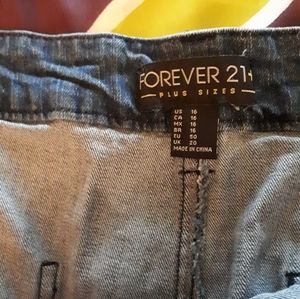 FOREVER 21+
PLUS SIZES
US 16
CA 16
MX 16
BR 16
EU 50
UK 20
MADE IN CHINA